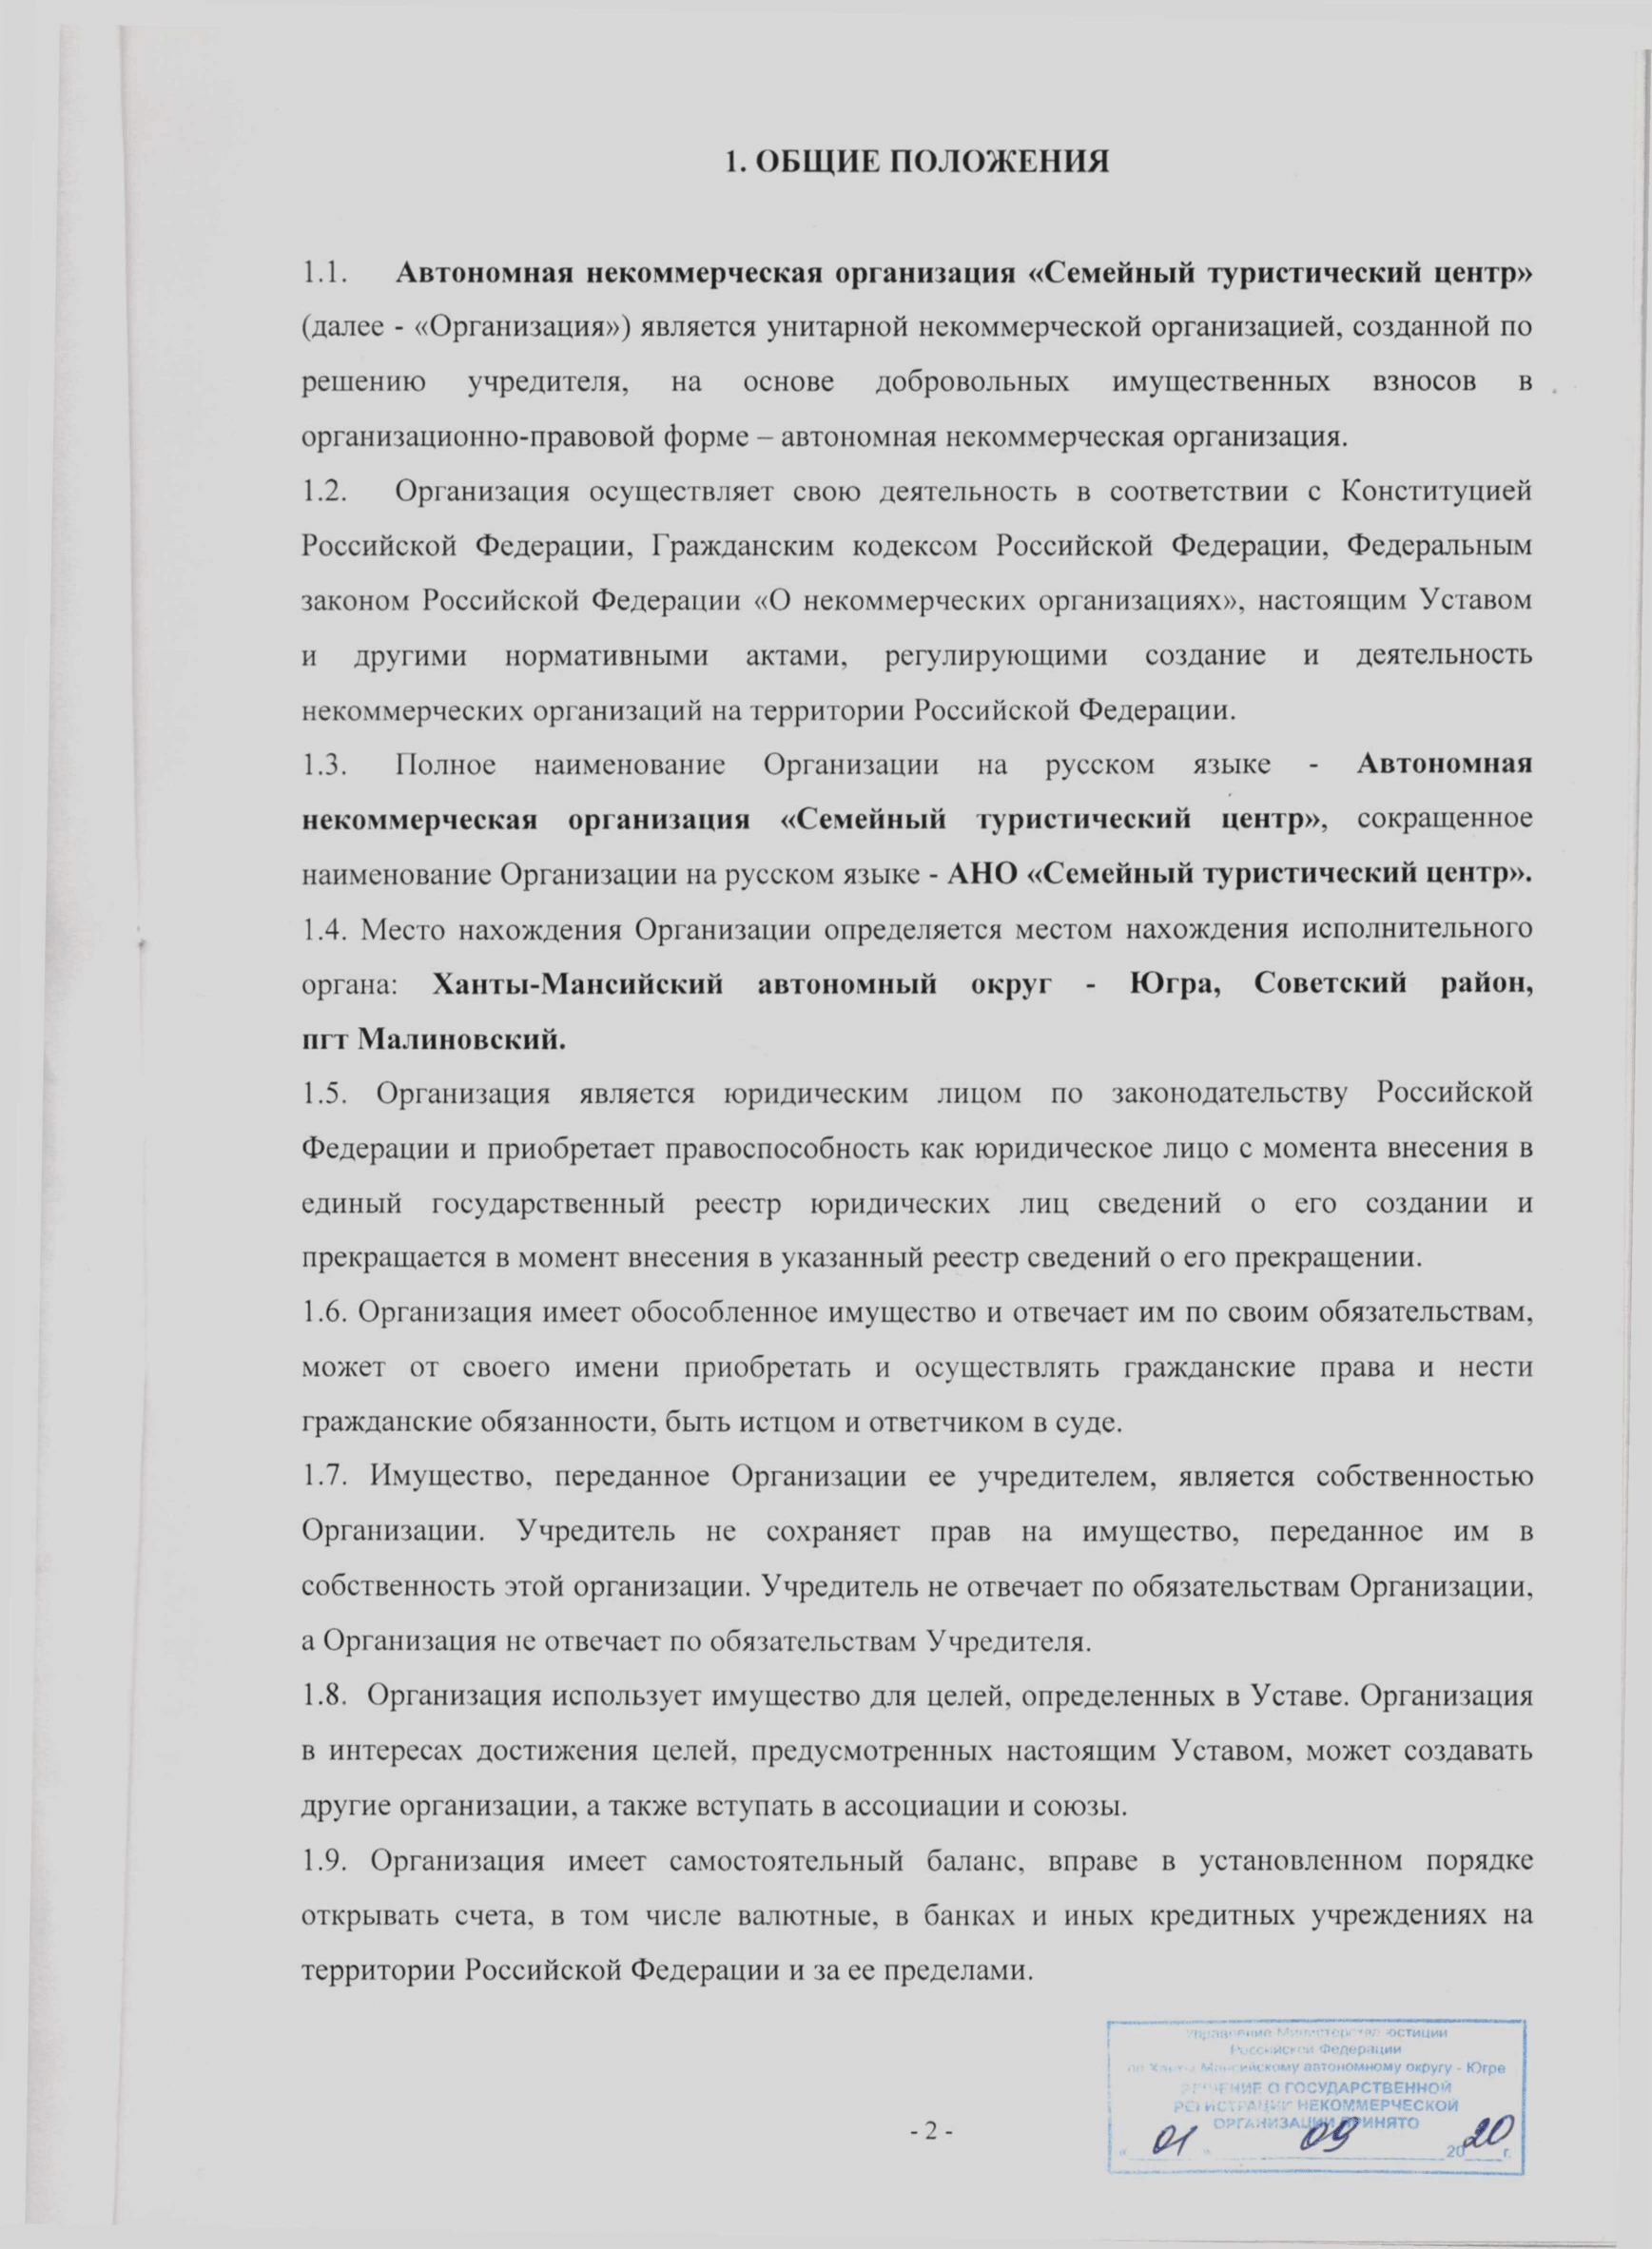 1. ОБЩИЕ ПОЛОЖЕНИЯ
1.1. Автономная некоммерческая организация «Семейный туристический центр»
(далее - «Организация») является унитарной некоммерческой организацией, созданной по
решению учредителя, на основе добровольных имущественных взносов в
организационно-правовой форме – автономная некоммерческая организация.
1.2. Организация осуществляет свою деятельность в соответствии с Конституцией
Российской Федерации, Гражданским кодексом Российской Федерации, Федеральным
законом Российской Федерации «О некоммерческих организациях», настоящим Уставом
и другими нормативными актами, регулирующими создание и деятельность
некоммерческих организаций на территории Российской Федерации.
1.3. Полное наименование Организации на русском языке - Автономная
некоммерческая организация «Семейный туристический центр», сокращенное
наименование Организации на русском языке - АНО «Семейный туристический центр».
1.4. Место нахождения Организации определяется местом нахождения исполнительного
органа: Ханты-Мансийский автономный округ - Югра, Советский район,
пгт Малиновский.
1.5. Организация является юридическим лицом по законодательству Российской
Федерации и приобретает правоспособность как юридическое лицо с момента внесения в
единый государственный реестр юридических лиц сведений о его создании и
прекращается в момент внесения в указанный реестр сведений о его прекращении.
1.6. Организация имеет обособленное имущество и отвечает им по своим обязательствам,
может от своего имени приобретать и осуществлять гражданские права и нести
гражданские обязанности, быть истцом и ответчиком в суде.
1.7. Имущество, переданное Организации ее учредителем, является собственностью
Организации. Учредитель не сохраняет прав на имущество, переданное им в
собственность этой организации. Учредитель не отвечает по обязательствам Организации,
а Организация не отвечает по обязательствам Учредителя.
1.8. Организация использует имущество для целей, определенных в Уставе. Организация
в интересах достижения целей, предусмотренных настоящим Уставом, может создавать
другие организации, а также вступать в ассоциации и союзы.
1.9. Организация имеет самостоятельный баланс, вправе в установленном порядке
открывать счета, в том числе валютные, в банках и иных кредитных учреждениях на
территории Российской Федерации и за ее пределами.
Управление Министерства юстиции
Российской Федерации
по Ханты-Мансийскому автономному округу - Югре
РЕШЕНИЕ О ГОСУДАРСТВЕННОЙ
РЕГИСТРАЦИИ НЕКОММЕРЧЕСКОЙ
ОРГАНИЗАЦИИ ПРИНЯТО
« 01 » 09 2020 г.
- 2 -